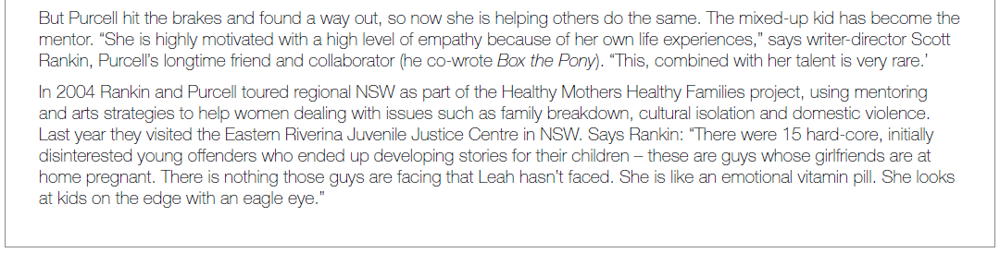 But Purcell hit the brakes and found a way out, so now she is helping others do the same. The mixed-up kid has become the
mentor. “She is highly motivated with a high level of empathy because of her own life experiences,” says writer-director Scott
Rankin, Purcell’s longtime friend and collaborator (he co-wrote Box the Pony). “This, combined with her talent is very rare.’
In 2004 Rankin and Purcell toured regional NSW as part of the Healthy Mothers Healthy Families project, using mentoring
and arts strategies to help women dealing with issues such as family breakdown, cultural isolation and domestic violence.
Last year they visited the Eastern Riverina Juvenile Justice Centre in NSW. Says Rankin: “There were 15 hard-core, initially
disinterested young offenders who ended up developing stories for their children – these are guys whose girlfriends are at
home pregnant. There is nothing those guys are facing that Leah hasn’t faced. She is like an emotional vitamin pill. She looks
at kids on the edge with an eagle eye.”